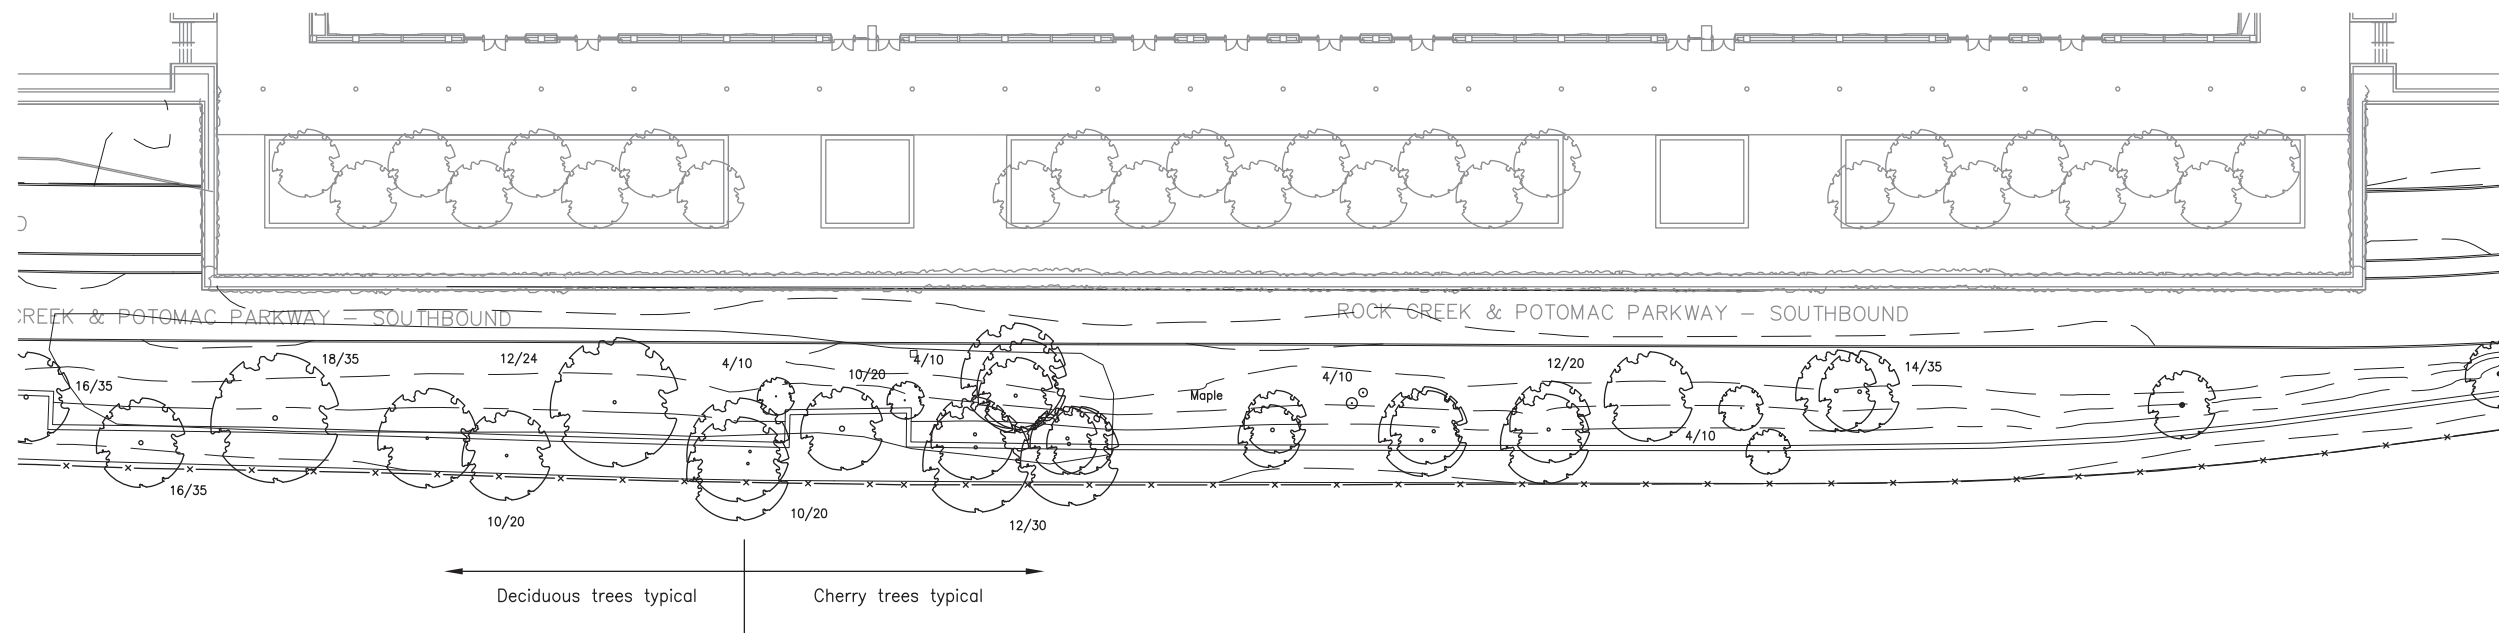 ROCK CREEK & POTOMAC PARKWAY – SOUTHBOUND
CREEK & POTOMAC PARKWAY – SOUTHBOUND
18/35
12/24
4/10
4/10
12/20
14/35
10/20
4/10
16/35
Maple
4/10
16/35
10/20
10/20
12/30
Deciduous trees typical
Cherry trees typical